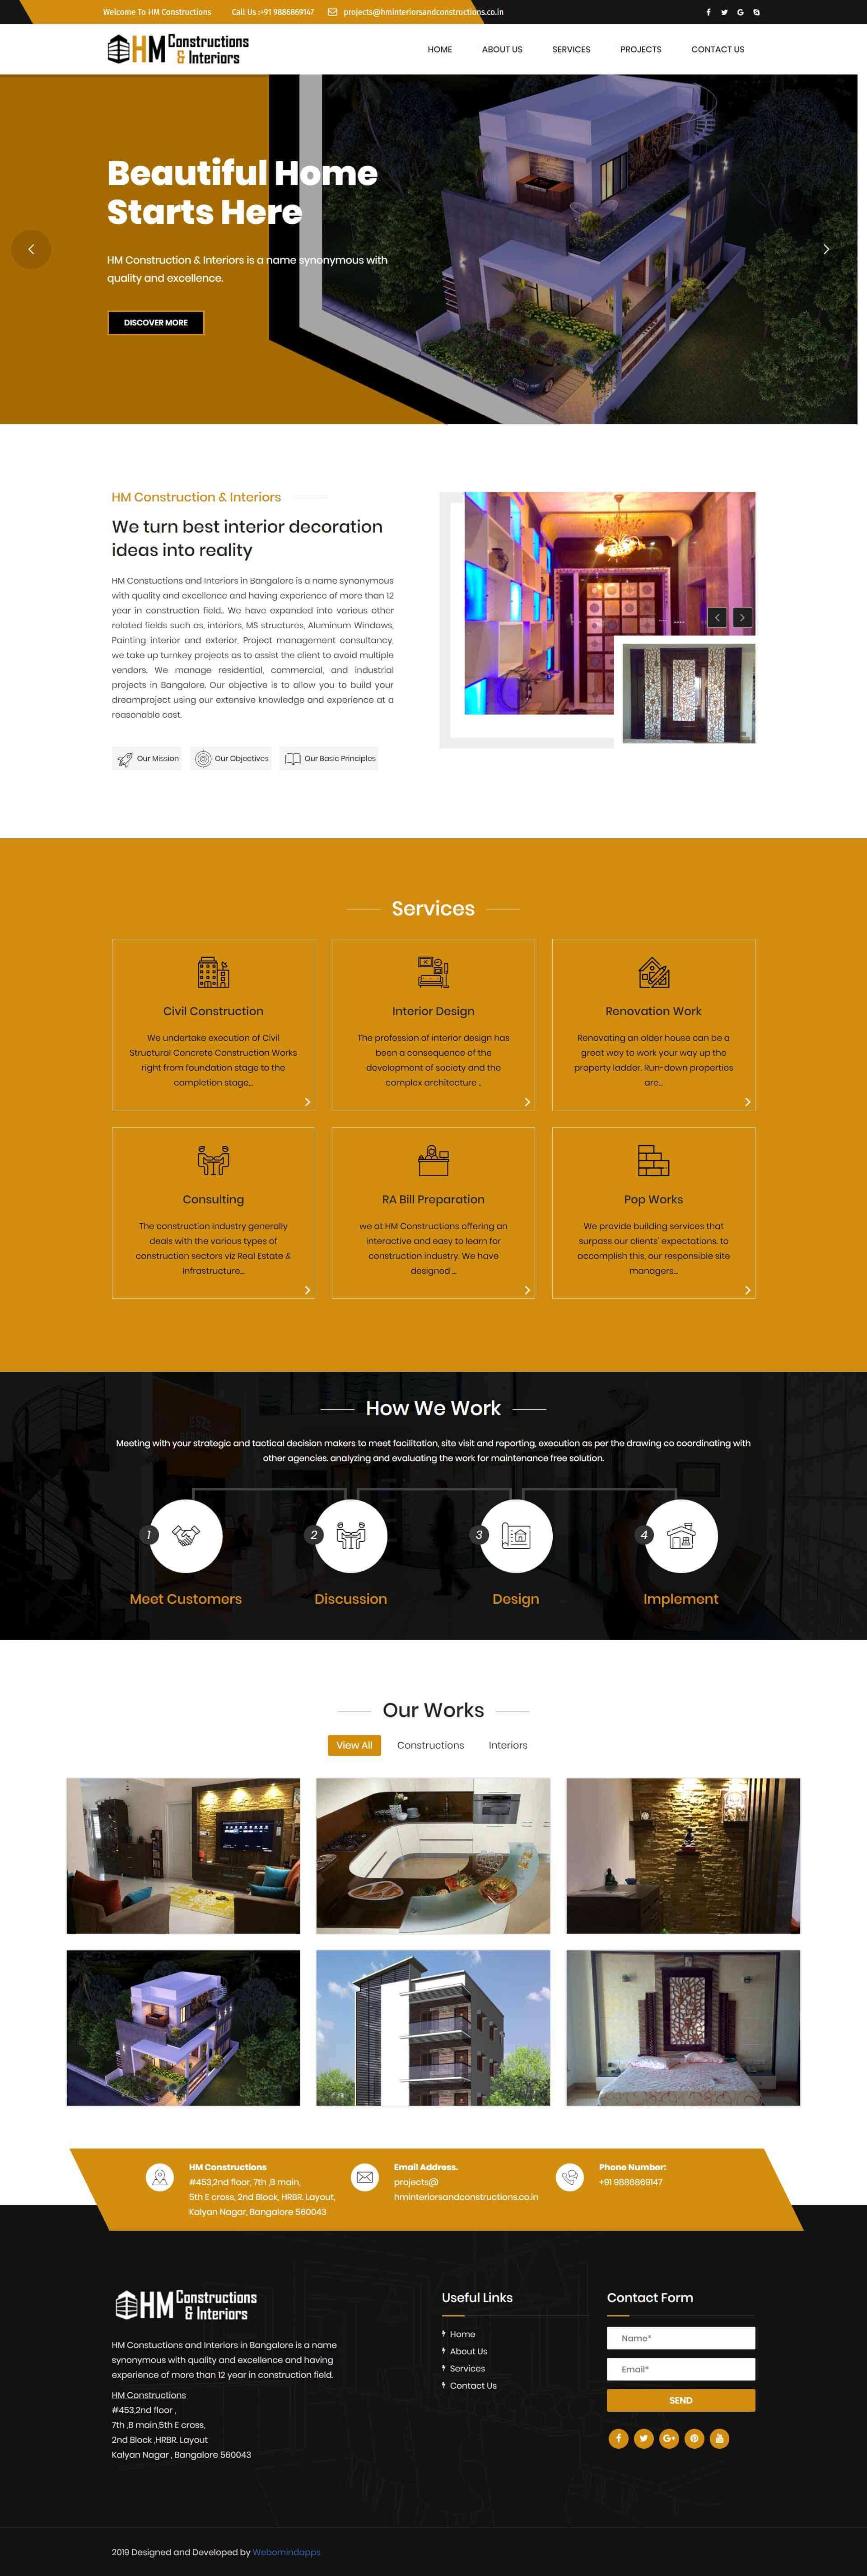 Welcome To HM Constructions Call Us :+91 9886869147 projects@hminteriorsandconstructions.co.in
HM Constructions & Interiors
HOME ABOUT US SERVICES PROJECTS CONTACT US
Beautiful Home
Starts Here
HM Construction & Interiors is a name synonymous with
quality and excellence.
DISCOVER MORE
HM Construction & Interiors
We turn best interior decoration
ideas into reality
HM Constuctions and Interiors in Bangalore is a name synonymous
with quality and excellence and having experience of more than 12
year in construction field,. We have expanded into various other
related fields such as, interiors, MS structures, Aluminum Windows,
Painting interior and exterior, Project management consultancy,
we take up turnkey projects as to assist the client to avoid multiple
vendors. We manage residential, commercial, and industrial
projects in Bangalore. Our objective is to allow you to build your
dreamproject using our extensive knowledge and experience at a
reasonable cost.
Our Mission Our Objectives Our Basic Principles
Services
Civil Construction
We undertake execution of Civil
Structural Concrete Construction Works
right from foundation stage to the
completion stage,..
Interior Design
The profession of interior design has
been a consequence of the
development of society and the
complex architecture ..
Renovation Work
Renovating an older house can be a
great way to work your way up the
property ladder. Run-down properties
are...
Consulting
The construction industry generally
deals with the various types of
construction sectors viz Real Estate &
Infrastructure...
RA Bill Preparation
we at HM Constructions offering an
interactive and easy to learn for
construction industry. We have
designed ...
Pop Works
We provide building services that
surpass our clients' expectations. to
accomplish this, our responsible site
managers...
How We Work
Meeting with your strategic and tactical decision makers to meet facilitation, site visit and reporting, execution as per the drawing co coordinating with
other agencies. analyzing and evaluating the work for maintenance free solution.
1 2 3 4
Meet Customers Discussion Design Implement
Our Works
View All Constructions Interiors
HM Constructions
#453,2nd floor, 7th ,B main,
5th E cross, 2nd Block, HRBR. Layout,
Kalyan Nagar, Bangalore 560043
Email Address.
projects@
hminteriorsandconstructions.co.in
Phone Number:
+91 9886869147
HM Constructions & Interiors
HM Constuctions and Interiors in Bangalore is a name
synonymous with quality and excellence and having
experience of more than 12 year in construction field.
HM Constructions
#453,2nd floor ,
7th ,B main,5th E cross,
2nd Block ,HRBR. Layout
Kalyan Nagar , Bangalore 560043
Useful Links
Home
About Us
Services
Contact Us
Contact Form
Name*
Email*
SEND
2019 Designed and Developed by Webomindapps